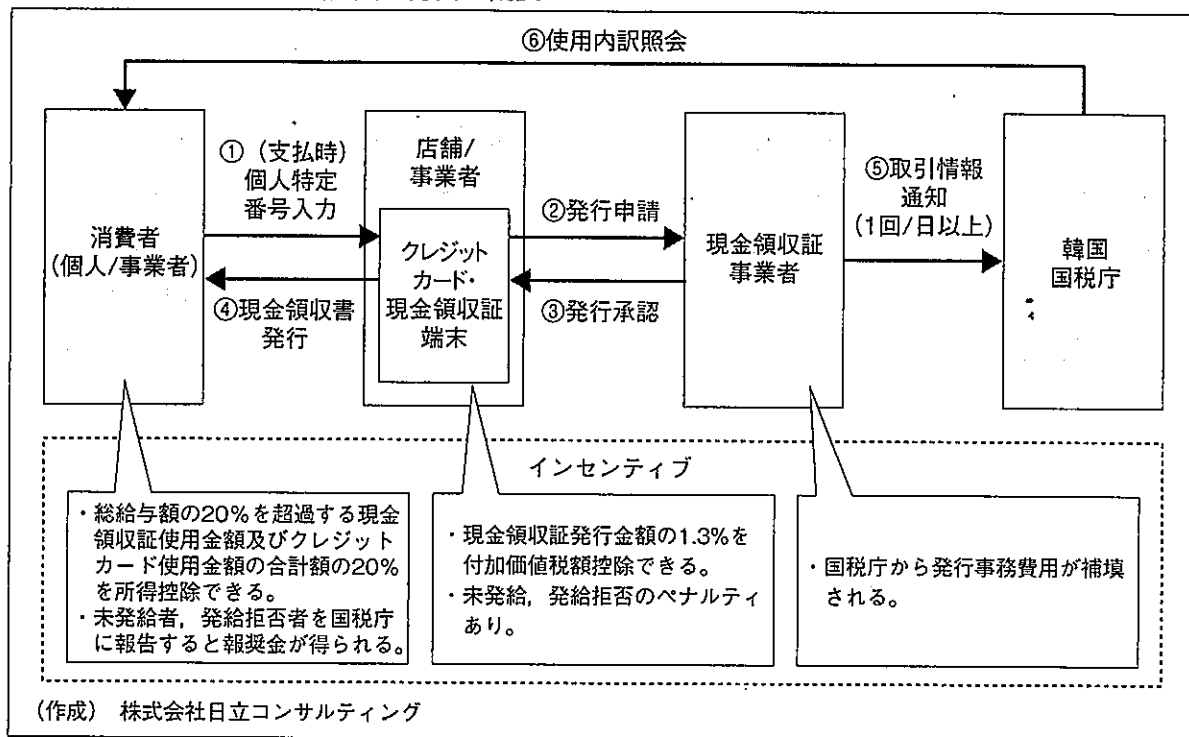 ⑥使用内訳照会
消費者
(個人/事業者)
①(支払時)
個人特定
番号入力
④現金領収書
発行
店舗/
事業者
クレジット
カード・
現金領収証
端末
②発行申請
③発行承認
現金領収証
事業者
⑤取引情報
通知
(1回/日以上)
韓国
国税庁
インセンティブ
・総給与額の20%を超過する現金
領収証使用金額及びクレジット
カード使用金額の合計額の20%
を所得控除できる。
・未発給者,発給拒否者を国税庁
に報告すると報奨金が得られる。
・現金領収証発行金額の1.3%を
付加価値税額控除できる。
・未発給,発給拒否のペナルティ
あり。
・国税庁から発行事務費用が補填
される。
(作成) 株式会社日立コンサルティング